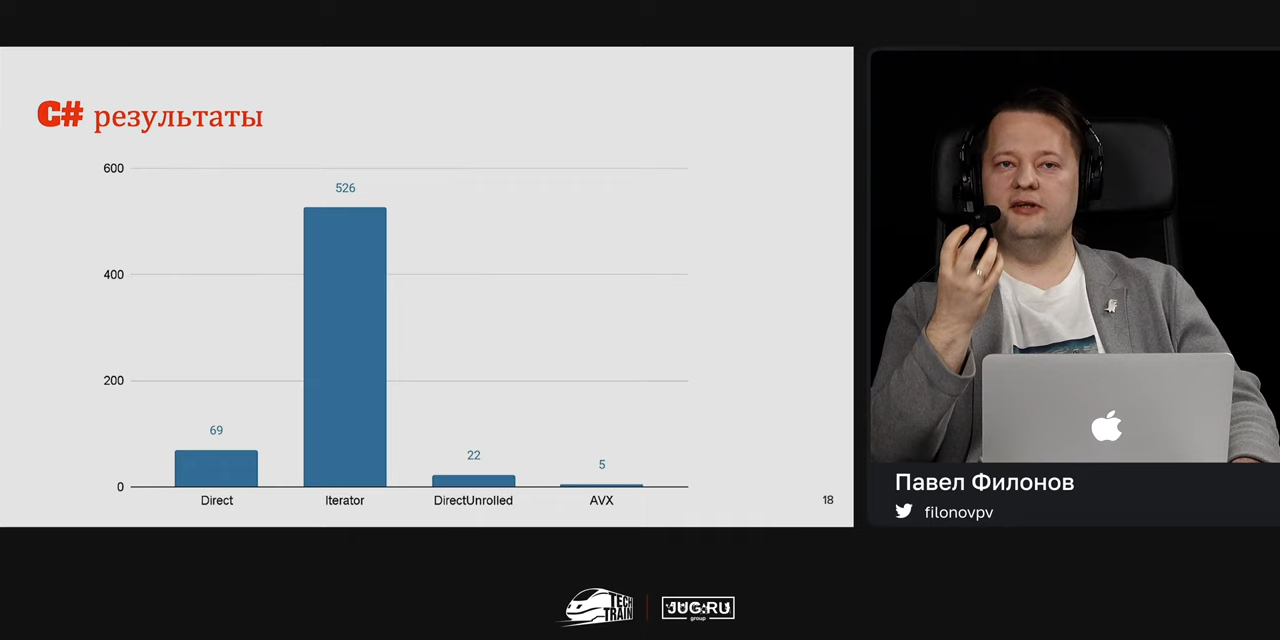 C# результаты
600
526
400
200
69
22
5
0
Direct
Iterator
DirectUnrolled
AVX
18
Павел Филонов
filonovpv
TECH
TRAIN
JUG.RU
group